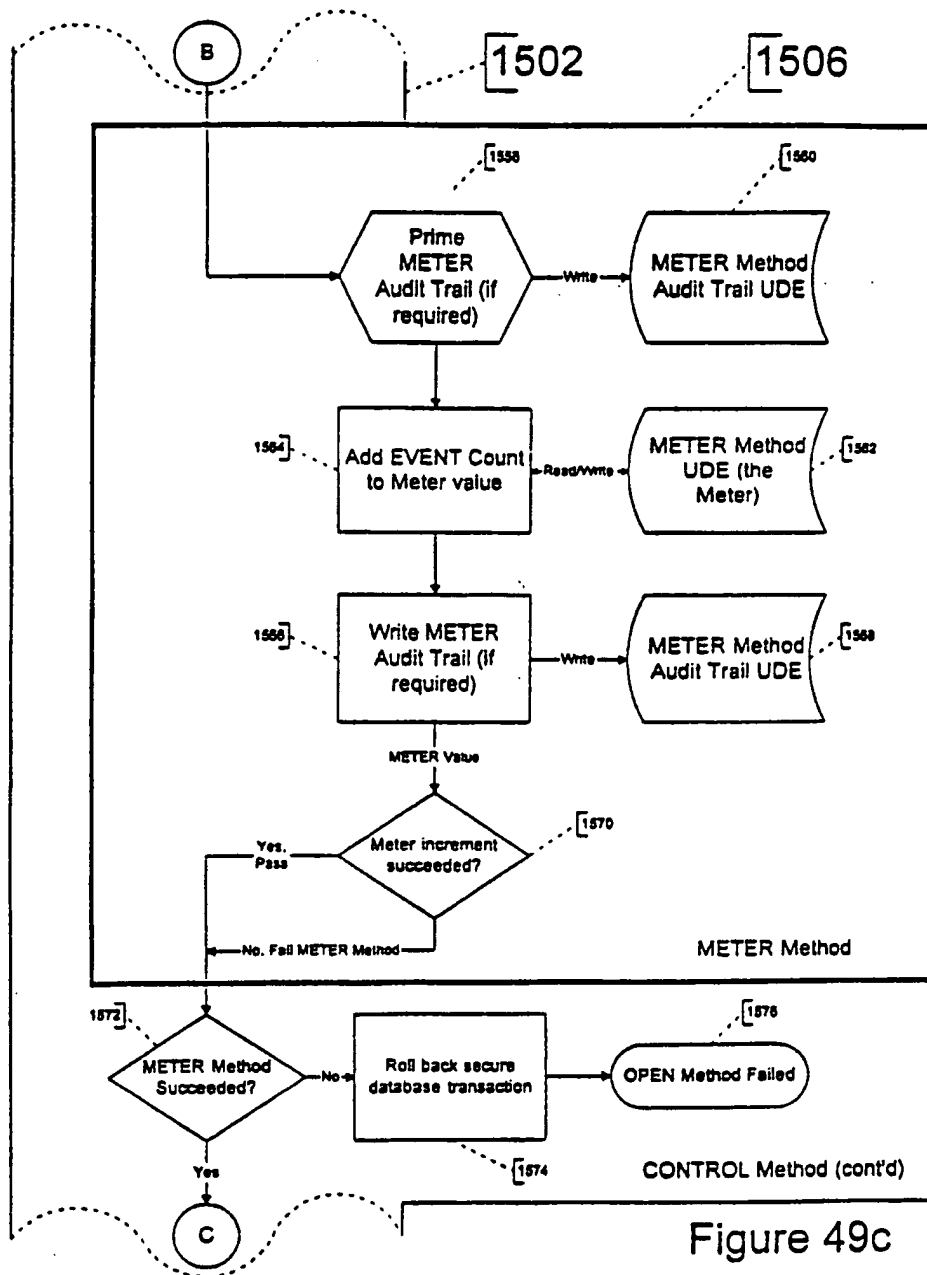 B
1502
1506
1558
1560
Prime
METER
Audit Trail (if
required)
Write
METER Method
Audit Trail UDE
1564
Add EVENT Count
to Meter value
Read/Write
METER Method
UDE (the
Meter)
1562
1566
Write METER
Audit Trail (if
required)
Write
METER Method
Audit Trail UDE
1568
METER Value
Meter increment
succeeded?
1570
Yes,
Pass
No. Fail METER Method
METER Method
1572
METER Method
Succeeded?
No
Roll back secure
database transaction
1576
OPEN Method Failed
1574
Yes
CONTROL Method (cont'd)
C
Figure 49c